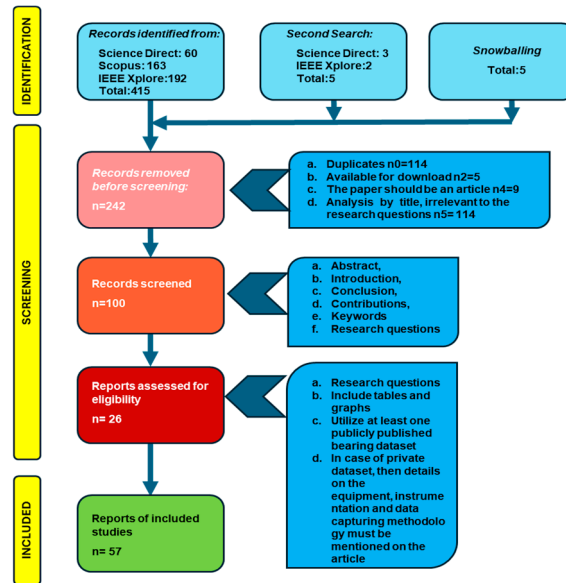 IDENTIFICATION
Records identified from:
Science Direct: 60
Scopus: 163
IEEE Xplore:192
Total:415
Second Search:
Science Direct: 3
IEEE Xplore:2
Total:5
Snowballing
Total:5
SCREENING
Records removed
before screening:
n=242
a. Duplicates n0=114
b. Available for download n2=5
c. The paper should be an article n4=9
d. Analysis by title, irrelevant to the
research questions n5= 114
Records screened
n=100
a. Abstract,
b. Introduction,
c. Conclusion,
d. Contributions,
e. Keywords
f. Research questions
Reports assessed for
eligibility
n= 26
a. Research questions
b. Include tables and
graphs
c. Utilize at least one
publicly published
bearing dataset
d. In case of private
dataset, then details
on the
equipment, instrume
ntation and data
capturing methodolo
gy must be
mentioned on the
article
INCLUDED
Reports of included
studies
n= 57